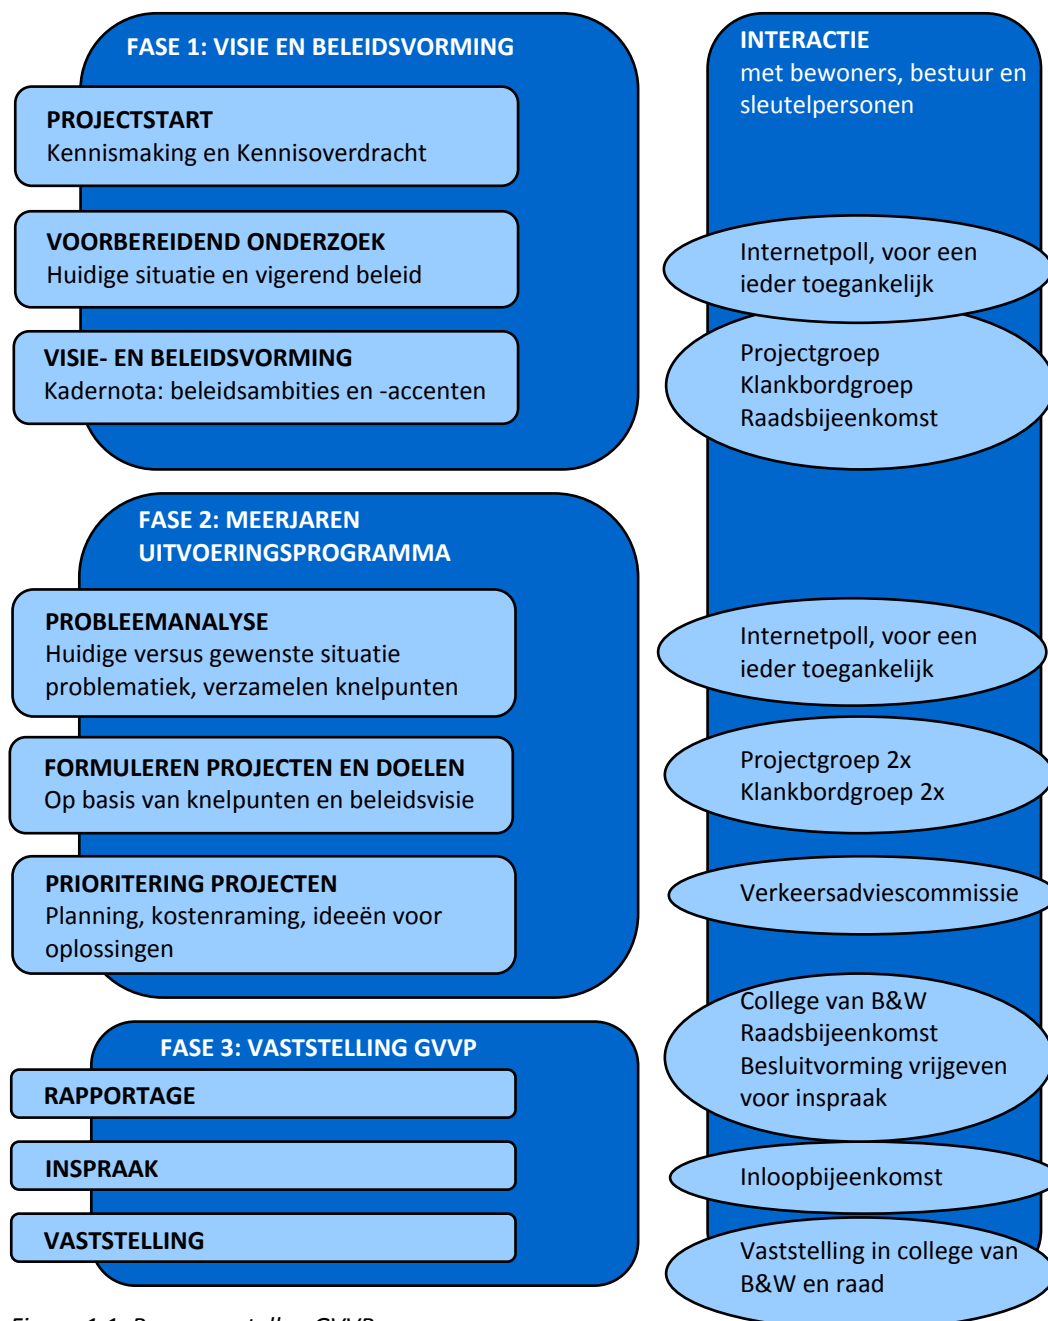 FASE 1: VISIE EN BELEIDSVORMING
PROJECTSTART
Kennismaking en Kennisoverdracht
VOORBEREIDEND ONDERZOEK
Huidige situatie en vigerend beleid
VISIE- EN BELEIDSVORMING
Kadernota: beleidsambities en -accenten
FASE 2: MEERJAREN
UITVOERINGSPROGRAMMA
PROBLEEMANALYSE
Huidige versus gewenste situatie
problematiek, verzamelen knelpunten
FORMULEREN PROJECTEN EN DOELEN
Op basis van knelpunten en beleidsvisie
PRIORITERING PROJECTEN
Planning, kostenraming, ideeën voor
oplossingen
FASE 3: VASTSTELLING GVVP
RAPPORTAGE
INSPRAAK
VASTSTELLING
INTERACTIE
met bewoners, bestuur en
sleutelpersonen
Internetpoll, voor een
ieder toegankelijk
Projectgroep
Klankbordgroep
Raadsbijeenkomst
Internetpoll, voor een
ieder toegankelijk
Projectgroep 2x
Klankbordgroep 2x
Verkeersadviescommissie
College van B&W
Raadsbijeenkomst
Besluitvorming vrijgeven
voor inspraak
Inloopbijeenkomst
Vaststelling in college van
B&W en raad